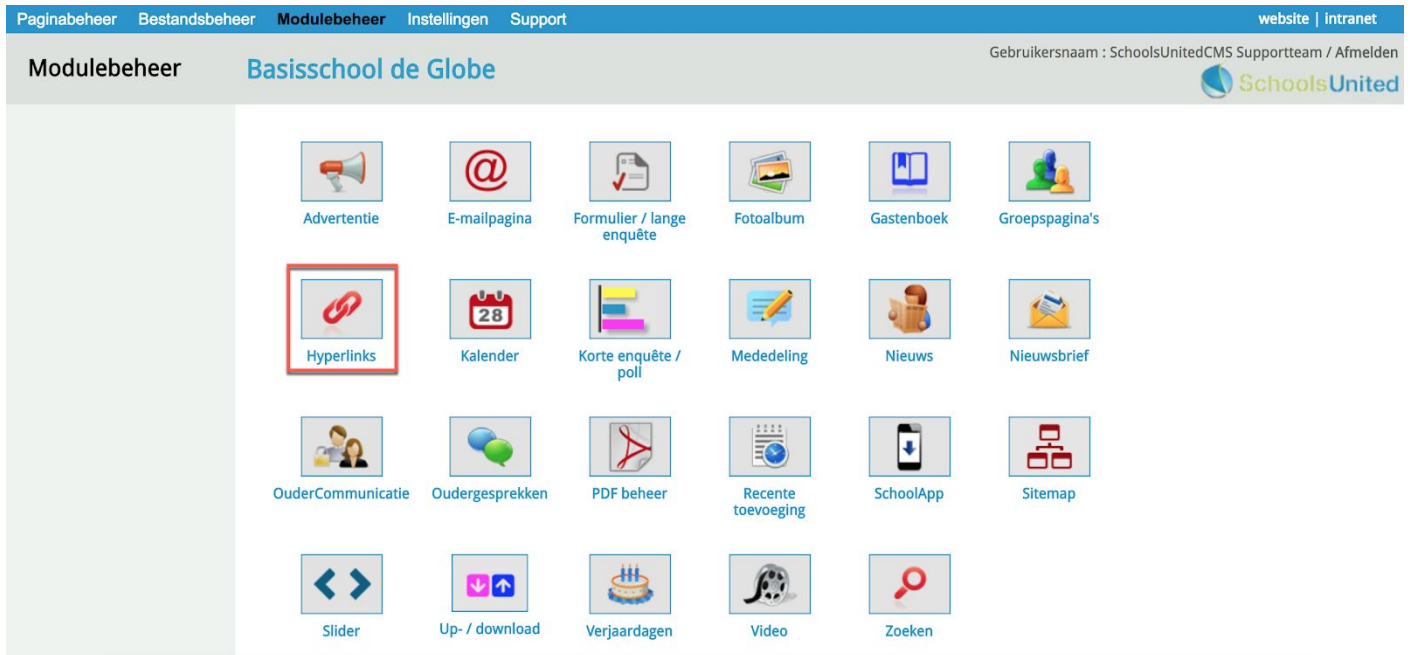 Paginabeheer Bestandsbeheer Modulebeheer Instellingen Support website | intranet
Gebruikersnaam : SchoolsUnitedCMS Supportteam / Afmelden
Modulebeheer Basisschool de Globe
SchoolsUnited
Advertentie E-mailpagina Formulier / lange Fotoalbum Gastenboek Groepspagina's
enquête
28
Hyperlinks Kalender Korte enquête / Mededeling Nieuws Nieuwsbrief
poll
OuderCommunicatie Oudergesprekken PDF beheer Recente SchoolApp Sitemap
toevoeging
Slider Up- / download Verjaardagen Video Zoeken